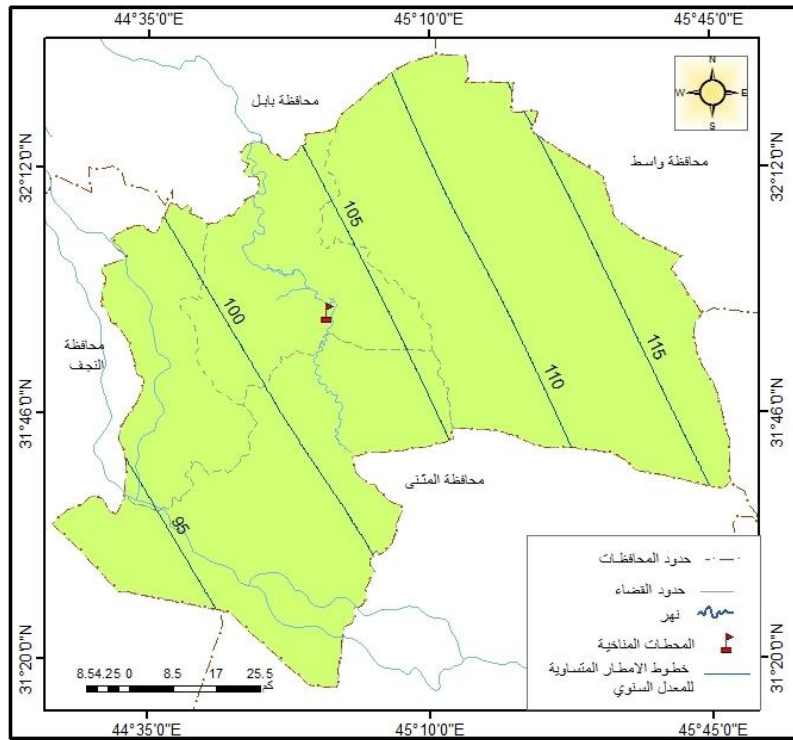 44°35'0"E
45°10'0"E
45°45'0"E
N
W
E
S
محافظة بابل
محافظة واسط
32°12'0"N
32°12'0"N
105
100
115
110
محافظة
النجف
31°46'0"N
31°46'0"N
محافظة المثنى
95
حدود المحافظات
حدود القضاء
نهر
المحطات المناخية
خطوط الامطار المتساوية
للمعدل السنوي
31°20'0"N
31°20'0"N
8.54.25 0 8.5 17 25.5
كم
44°35'0"E
45°10'0"E
45°45'0"E